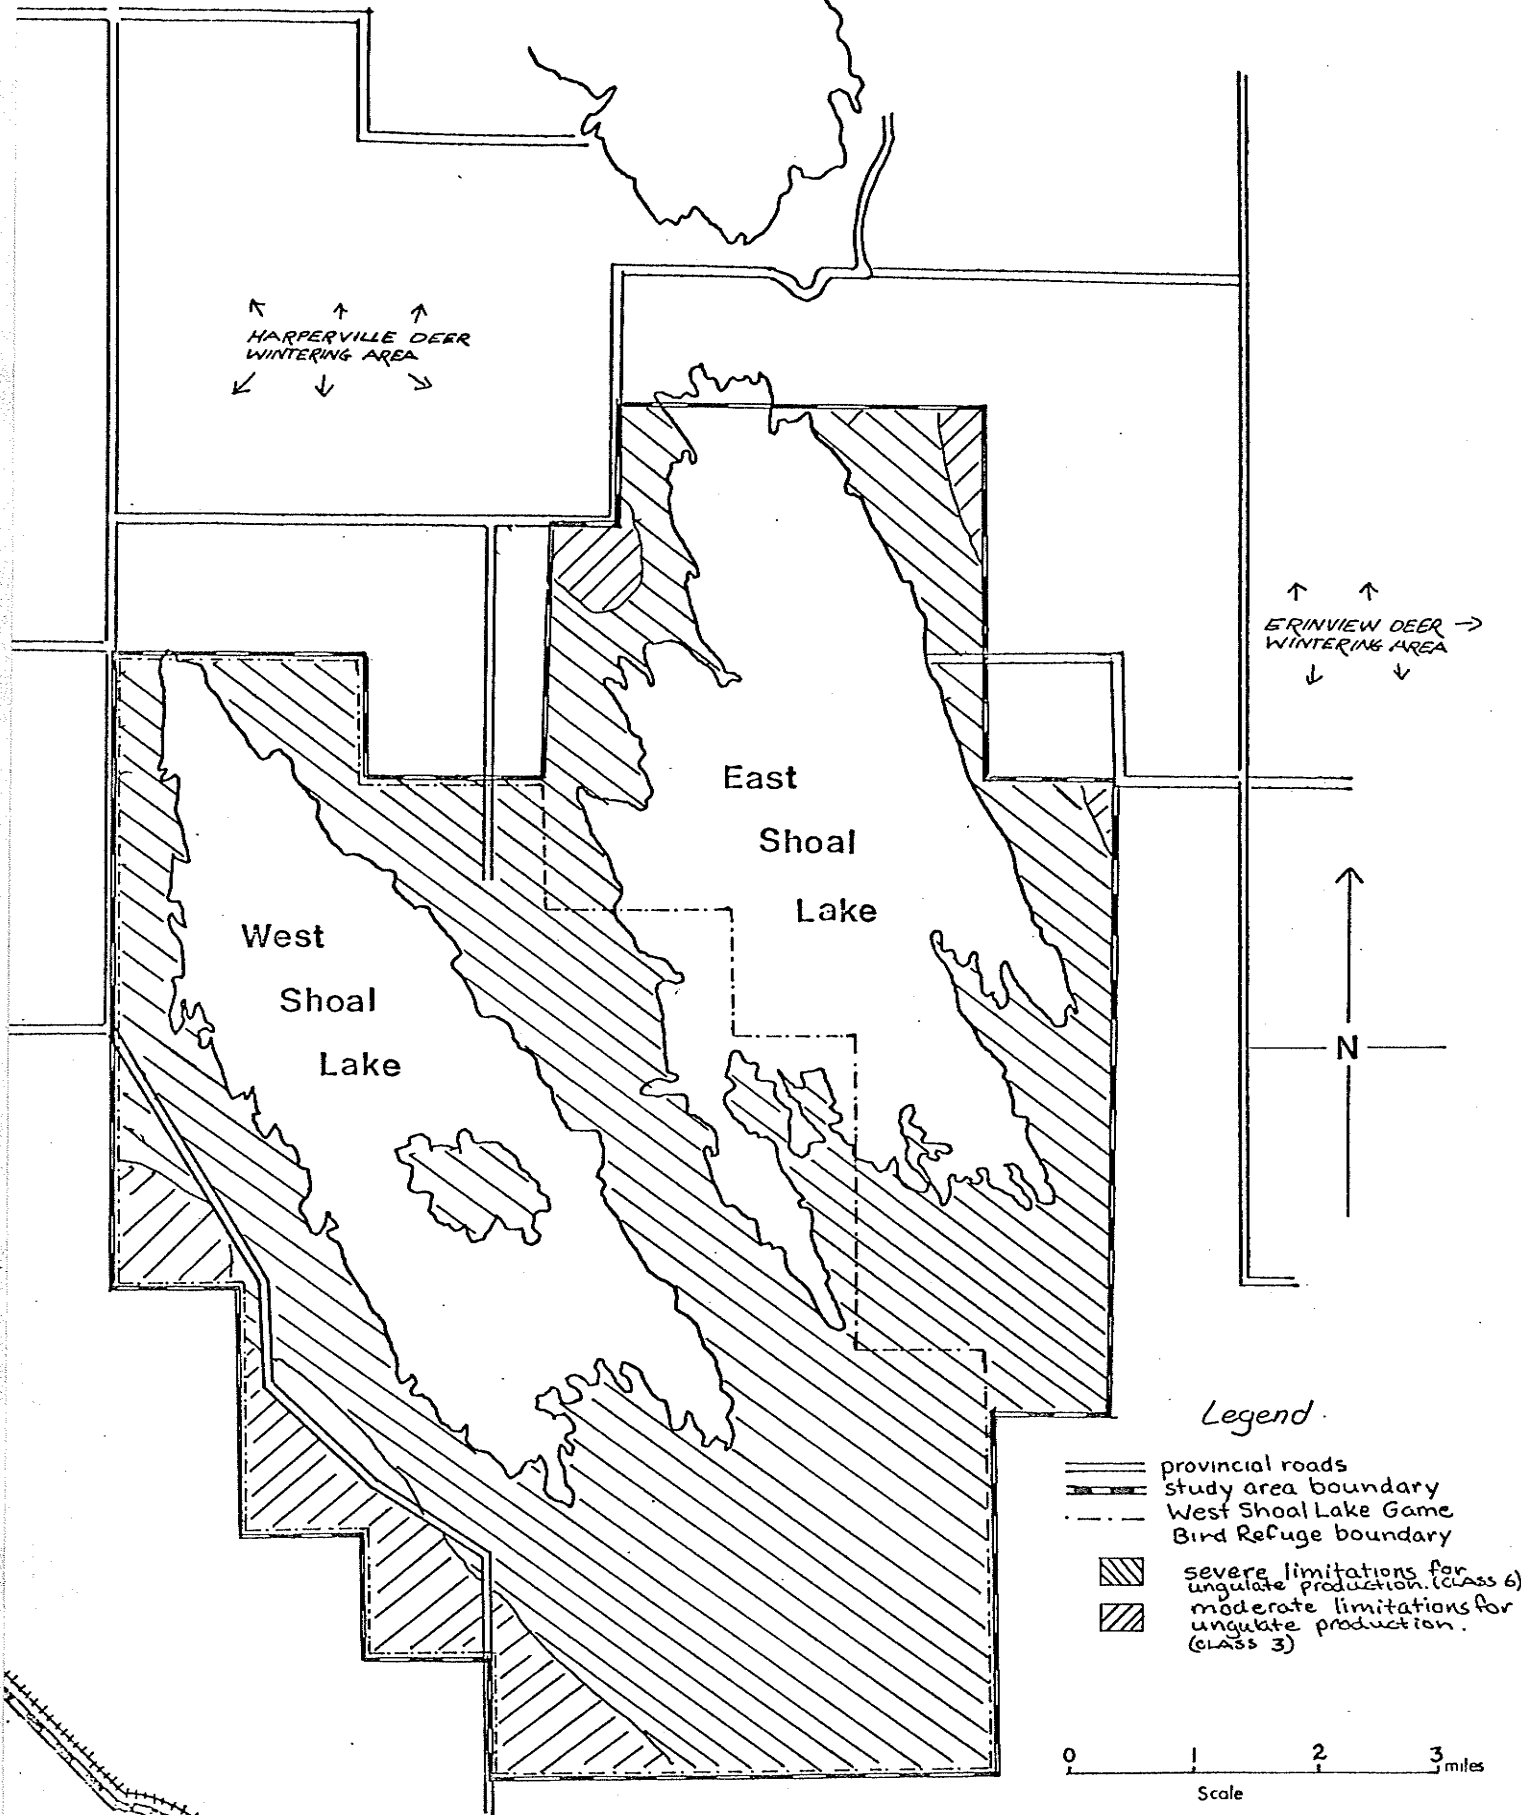 HARPERVILLE DEER
WINTERING AREA
ERINVIEW DEER
WINTERING AREA
East
Shoal
Lake
West
Shoal
Lake
N
Legend
provincial roads
study area boundary
West Shoal Lake Game
Bird Refuge boundary
severe limitations for
ungulate production. (CLASS 6)
moderate limitations for
ungulate production.
(CLASS 3)
0 1 2 3 miles
Scale